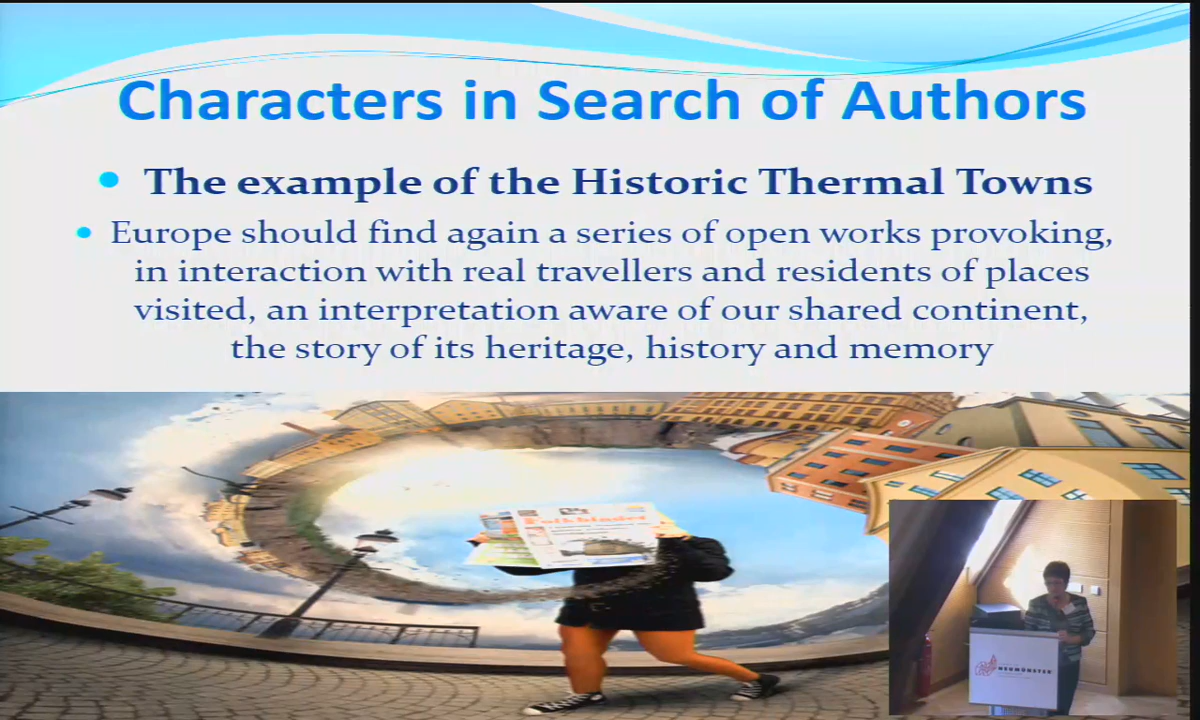 Characters in Search of Authors
The example of the Historic Thermal Towns
Europe should find again a series of open works provoking,
in interaction with real travellers and residents of places
visited, an interpretation aware of our shared continent,
the story of its heritage, history and memory
Folkbladet
NEUMÜNSTER